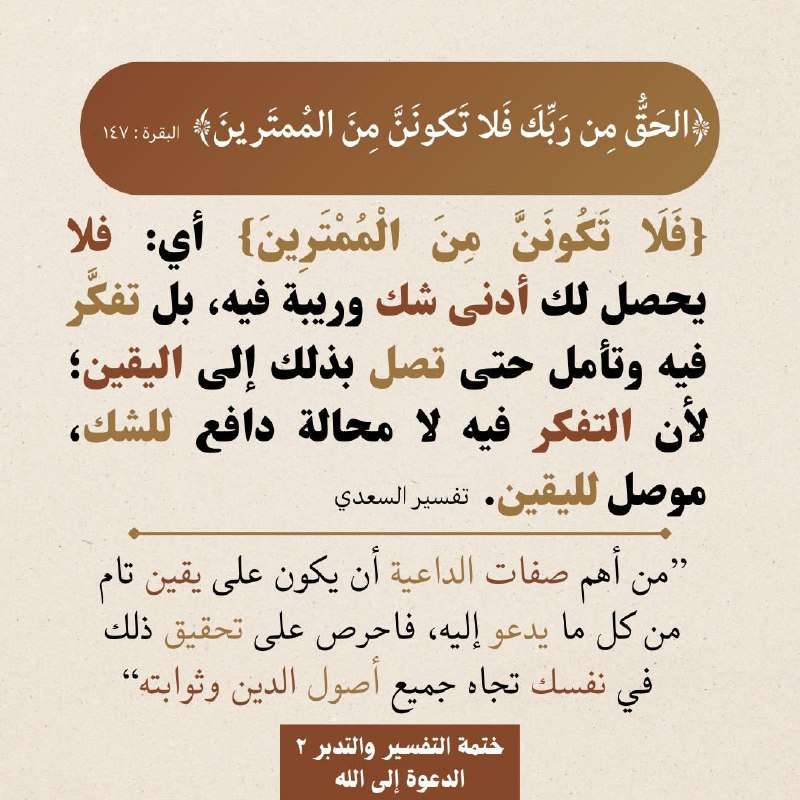 ﴿الحَقُّ مِن رَبِّكَ فَلا تَكونَنَّ مِنَ المُمتَرينَ﴾ البقرة : ١٤٧
{فَلَا تَكُونَنَّ مِنَ الْمُمْتَرِينَ} أي: فلا
يحصل لك أدنى شك وريبة فيه، بل تفكَّر
فيه وتأمل حتى تصل بذلك إلى اليقين؛
لأن التفكر فيه لا محالة دافع للشك،
موصل لليقين. تفسير السعدي
”من أهم صفات الداعية أن يكون على يقين تام
من كل ما يدعو إليه، فاحرص على تحقيق ذلك
في نفسك تجاه جميع أصول الدين وثوابته“
ختمة التفسير والتدبر ٢
الدعوة إلى الله